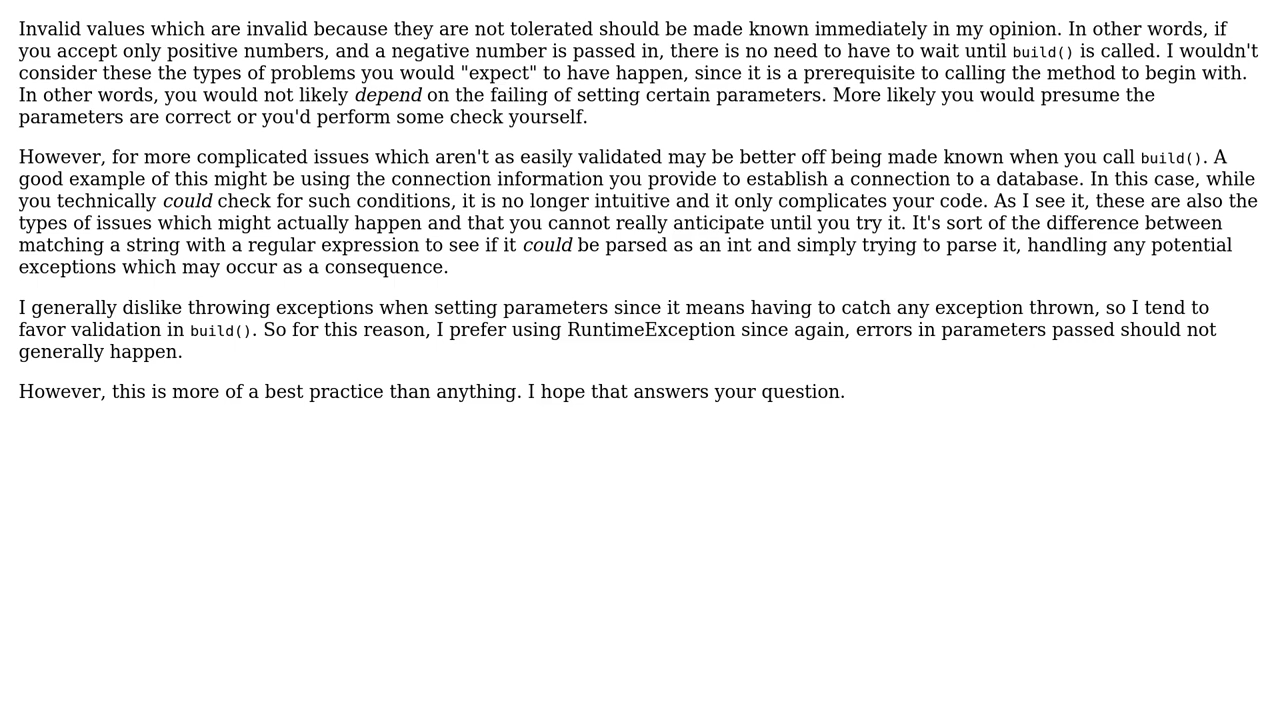 Invalid values which are invalid because they are not tolerated should be made known immediately in my opinion. In other words, if
you accept only positive numbers, and a negative number is passed in, there is no need to have to wait until build() is called. I wouldn't
consider these the types of problems you would "expect" to have happen, since it is a prerequisite to calling the method to begin with.
In other words, you would not likely depend on the failing of setting certain parameters. More likely you would presume the
parameters are correct or you'd perform some check yourself.
However, for more complicated issues which aren't as easily validated may be better off being made known when you call build(). A
good example of this might be using the connection information you provide to establish a connection to a database. In this case, while
you technically could check for such conditions, it is no longer intuitive and it only complicates your code. As I see it, these are also the
types of issues which might actually happen and that you cannot really anticipate until you try it. It's sort of the difference between
matching a string with a regular expression to see if it could be parsed as an int and simply trying to parse it, handling any potential
exceptions which may occur as a consequence.
I generally dislike throwing exceptions when setting parameters since it means having to catch any exception thrown, so I tend to
favor validation in build(). So for this reason, I prefer using RuntimeException since again, errors in parameters passed should not
generally happen.
However, this is more of a best practice than anything. I hope that answers your question.